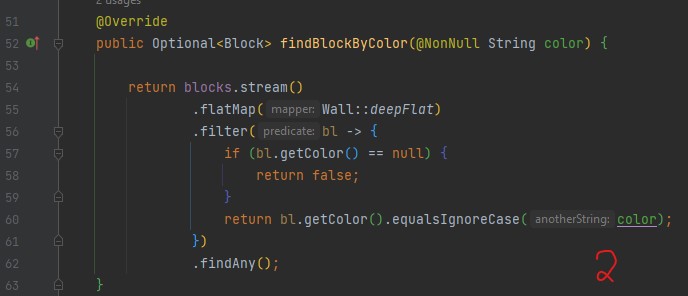 2 usages
51 @Override
52 public Optional<Block> findBlockByColor(@NonNull String color) {
53
54 return blocks.stream()
55 .flatMap( mapper: Wall::deepFlat)
56 .filter( predicate: bl -> {
57 if (bl.getColor() == null) {
58 return false;
59 }
60 return bl.getColor().equalsIgnoreCase( anotherString: color);
61 })
62 .findAny();
63 }
2